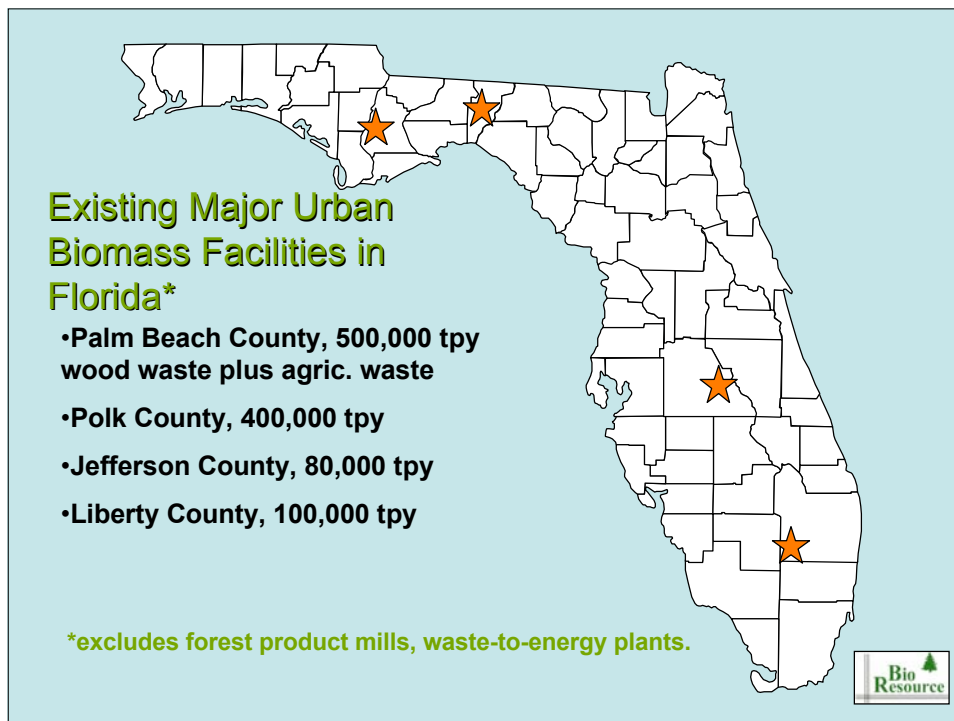 Existing Major Urban
Biomass Facilities in
Florida*
•Palm Beach County, 500,000 tpy
wood waste plus agric. waste
•Polk County, 400,000 tpy
•Jefferson County, 80,000 tpy
•Liberty County, 100,000 tpy
*excludes forest product mills, waste-to-energy plants.
Bio
Resource